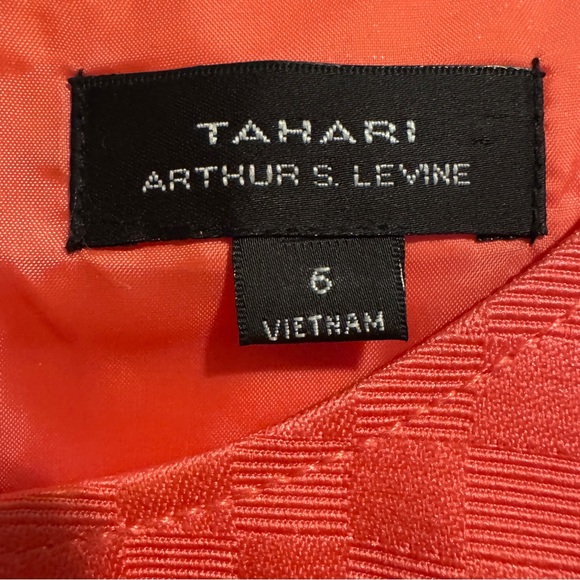 TAHARI
ARTHUR S. LEVINE
6
VIETNAM